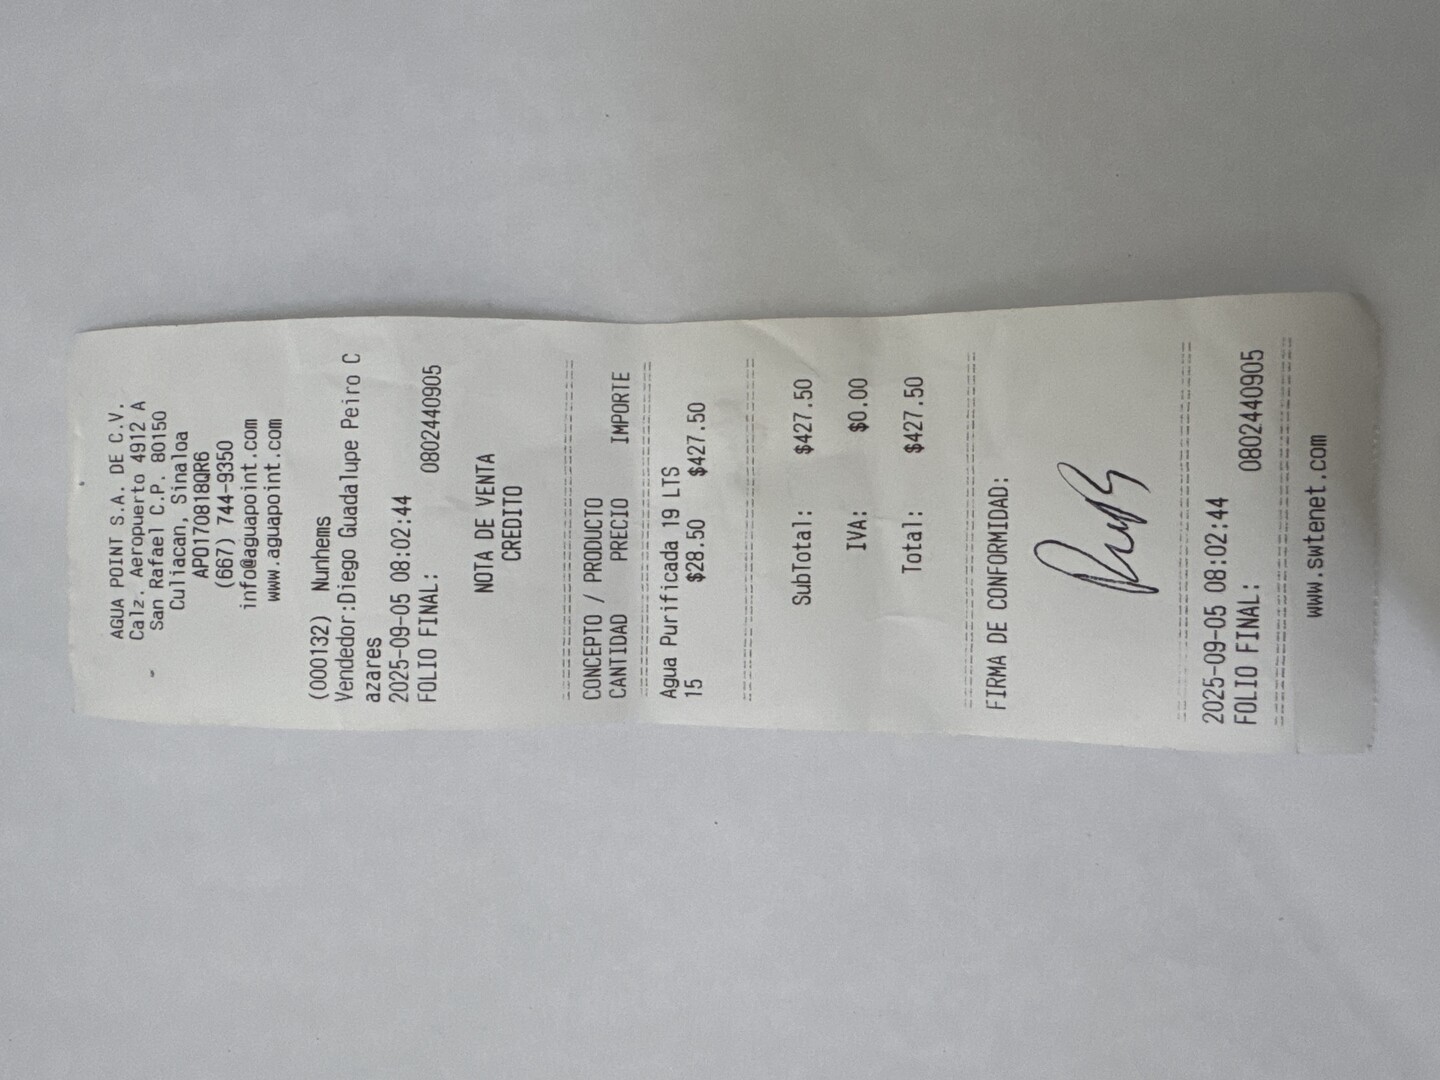 AGUA POINT S.A. DE C.V.
Calz. Aeropuerto 4912 A
San Rafael C.P. 80150
Culiacan, Sinaloa
APO170818QR6
(667) 744-9350
info@aguapoint.com
www.aguapoint.com
(000132) Nunhems
Vendedor:Diego Guadalupe Peiro C
azares
2025-09-05 08:02:44
FOLIO FINAL: 0802440905
NOTA DE VENTA
CREDITO
CONCEPTO / PRODUCTO
CANTIDAD PRECIO IMPORTE
Agua Purificada 19 LTS
15 $28.50 $427.50
SubTotal: $427.50
IVA: $0.00
Total: $427.50
FIRMA DE CONFORMIDAD:
2025-09-05 08:02:44
FOLIO FINAL: 0802440905
www.swtenet.com